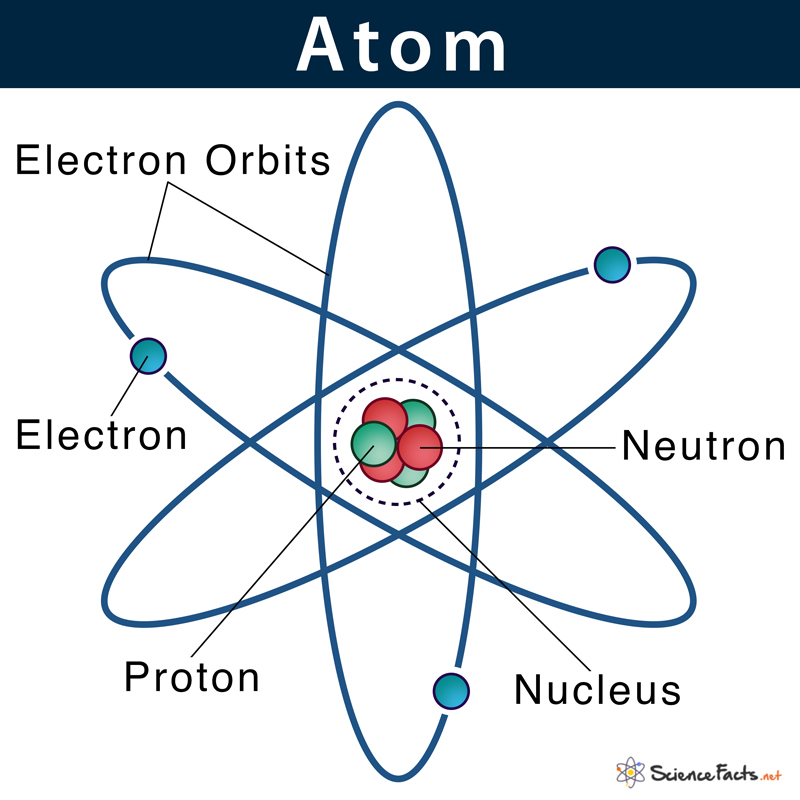 Atom
Electron Orbits
Electron
Neutron
Proton
Nucleus
ScienceFacts.net